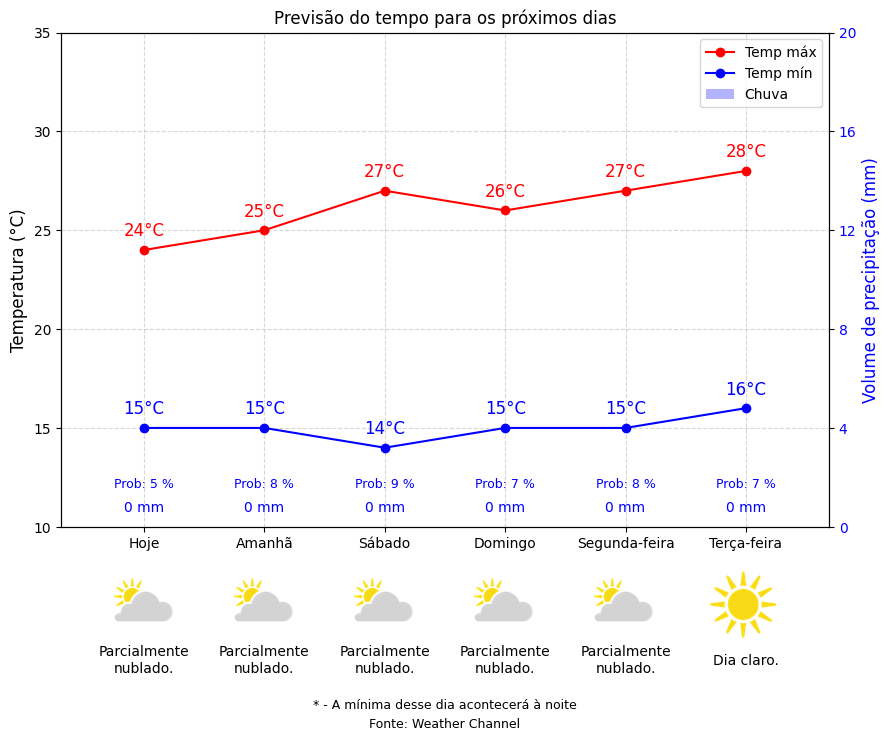 Previsão do tempo para os próximos dias
35
30
25
20
15
10
Temperatura (°C)
20
16
12
8
4
0
Volume de precipitação (mm)
Temp máx
Temp mín
Chuva
24°C 25°C 27°C 26°C 27°C 28°C
15°C 15°C 14°C 15°C 15°C 16°C
Prob: 5 % Prob: 8 % Prob: 9 % Prob: 7 % Prob: 8 % Prob: 7 %
0 mm 0 mm 0 mm 0 mm 0 mm 0 mm
Hoje Amanhã Sábado Domingo Segunda-feira Terça-feira
Parcialmente Parcialmente Parcialmente Parcialmente Parcialmente
nublado. nublado. nublado. nublado. nublado.
Dia claro.
* - A mínima desse dia acontecerá à noite
Fonte: Weather Channel